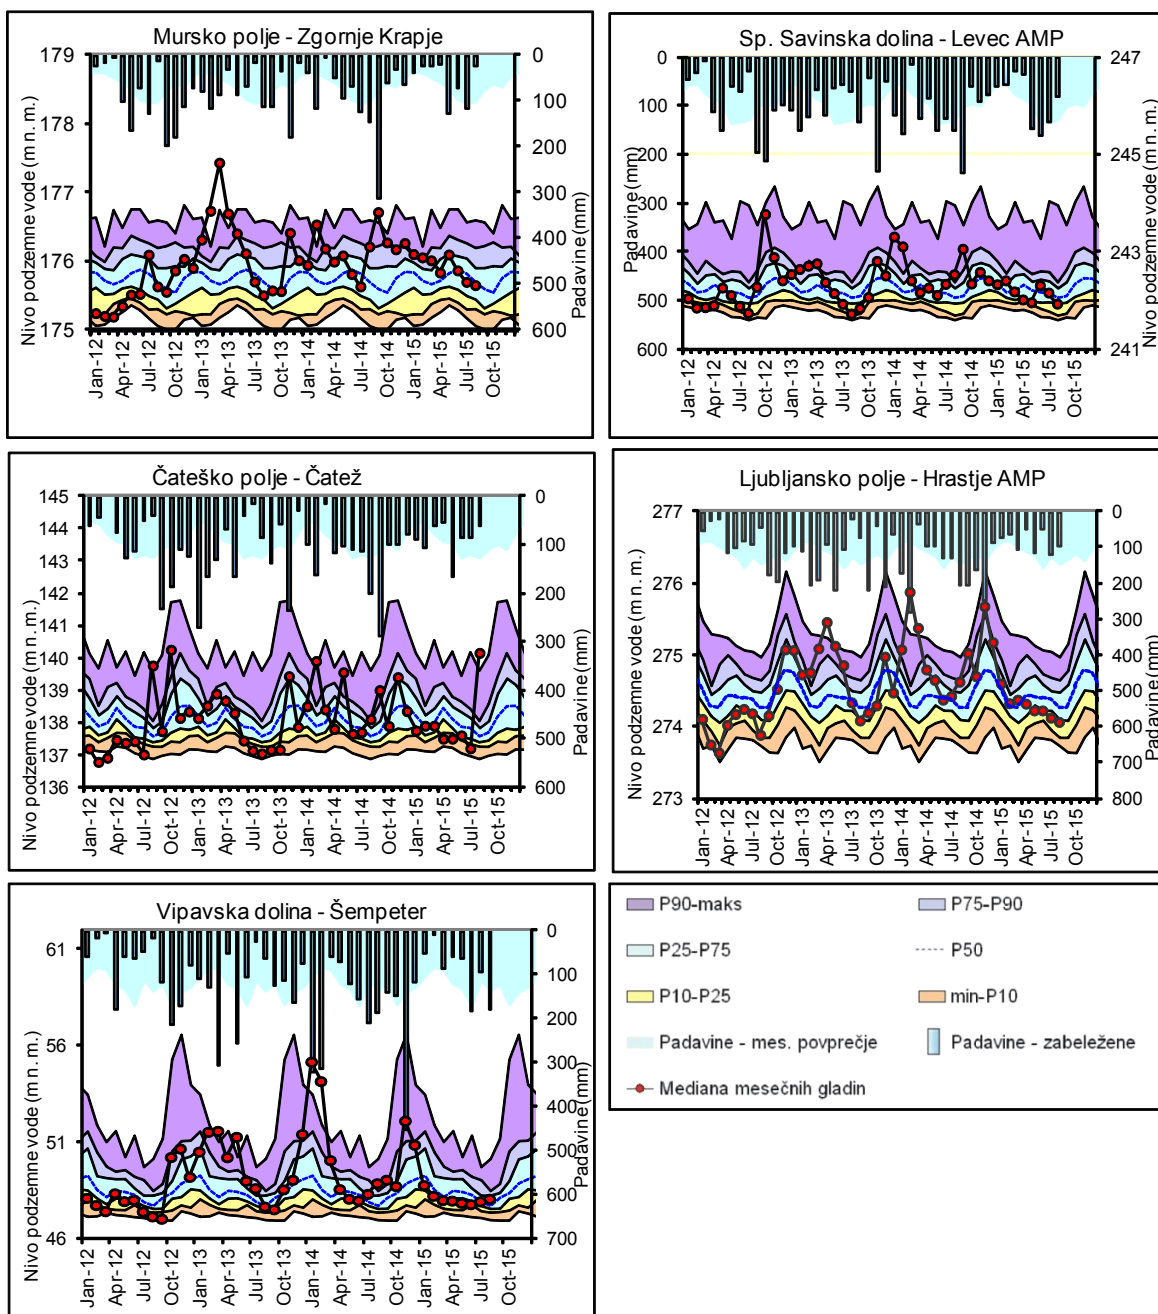 Mursko polje - Zgornje Krapje
Nivo podzemne vode (m n. m.)
179
178
177
176
175
0
100
200
300
400
500
600
Padavine (mm)
Jan-12
Apr-12
Jul-12
Oct-12
Jan-13
Apr-13
Jul-13
Oct-13
Jan-14
Apr-14
Jul-14
Oct-14
Jan-15
Apr-15
Jul-15
Oct-15
Sp. Savinska dolina - Levec AMP
Padavine (mm)
0
100
200
300
400
500
600
247
245
243
241
Nivo podzemne vode (m n. m.)
Jan-12
Apr-12
Jul-12
Oct-12
Jan-13
Apr-13
Jul-13
Oct-13
Jan-14
Apr-14
Jul-14
Oct-14
Jan-15
Apr-15
Jul-15
Oct-15
Čateško polje - Čatež
Nivo podzemne vode (m n. m.)
145
144
143
142
141
140
139
138
137
136
0
100
200
300
400
500
600
Padavine (mm)
Jan-12
Apr-12
Jul-12
Oct-12
Jan-13
Apr-13
Jul-13
Oct-13
Jan-14
Apr-14
Jul-14
Oct-14
Jan-15
Apr-15
Jul-15
Oct-15
Ljubljansko polje - Hrastje AMP
Nivo podzemne vode (m n. m.)
277
276
275
274
273
0
100
200
300
400
500
600
700
800
Padavine (mm)
Jan-12
Apr-12
Jul-12
Oct-12
Jan-13
Apr-13
Jul-13
Oct-13
Jan-14
Apr-14
Jul-14
Oct-14
Jan-15
Apr-15
Jul-15
Oct-15
Vipavska dolina - Šempeter
Nivo podzemne vode (m n. m.)
61
56
51
46
0
100
200
300
400
500
600
700
Padavine (mm)
Jan-12
Apr-12
Jul-12
Oct-12
Jan-13
Apr-13
Jul-13
Oct-13
Jan-14
Apr-14
Jul-14
Oct-14
Jan-15
Apr-15
Jul-15
Oct-15
P90-maks
P75-P90
P25-P75
P50
P10-P25
min-P10
Padavine - mes. povprečje
Padavine - zabeležene
Mediana mesečnih gladin